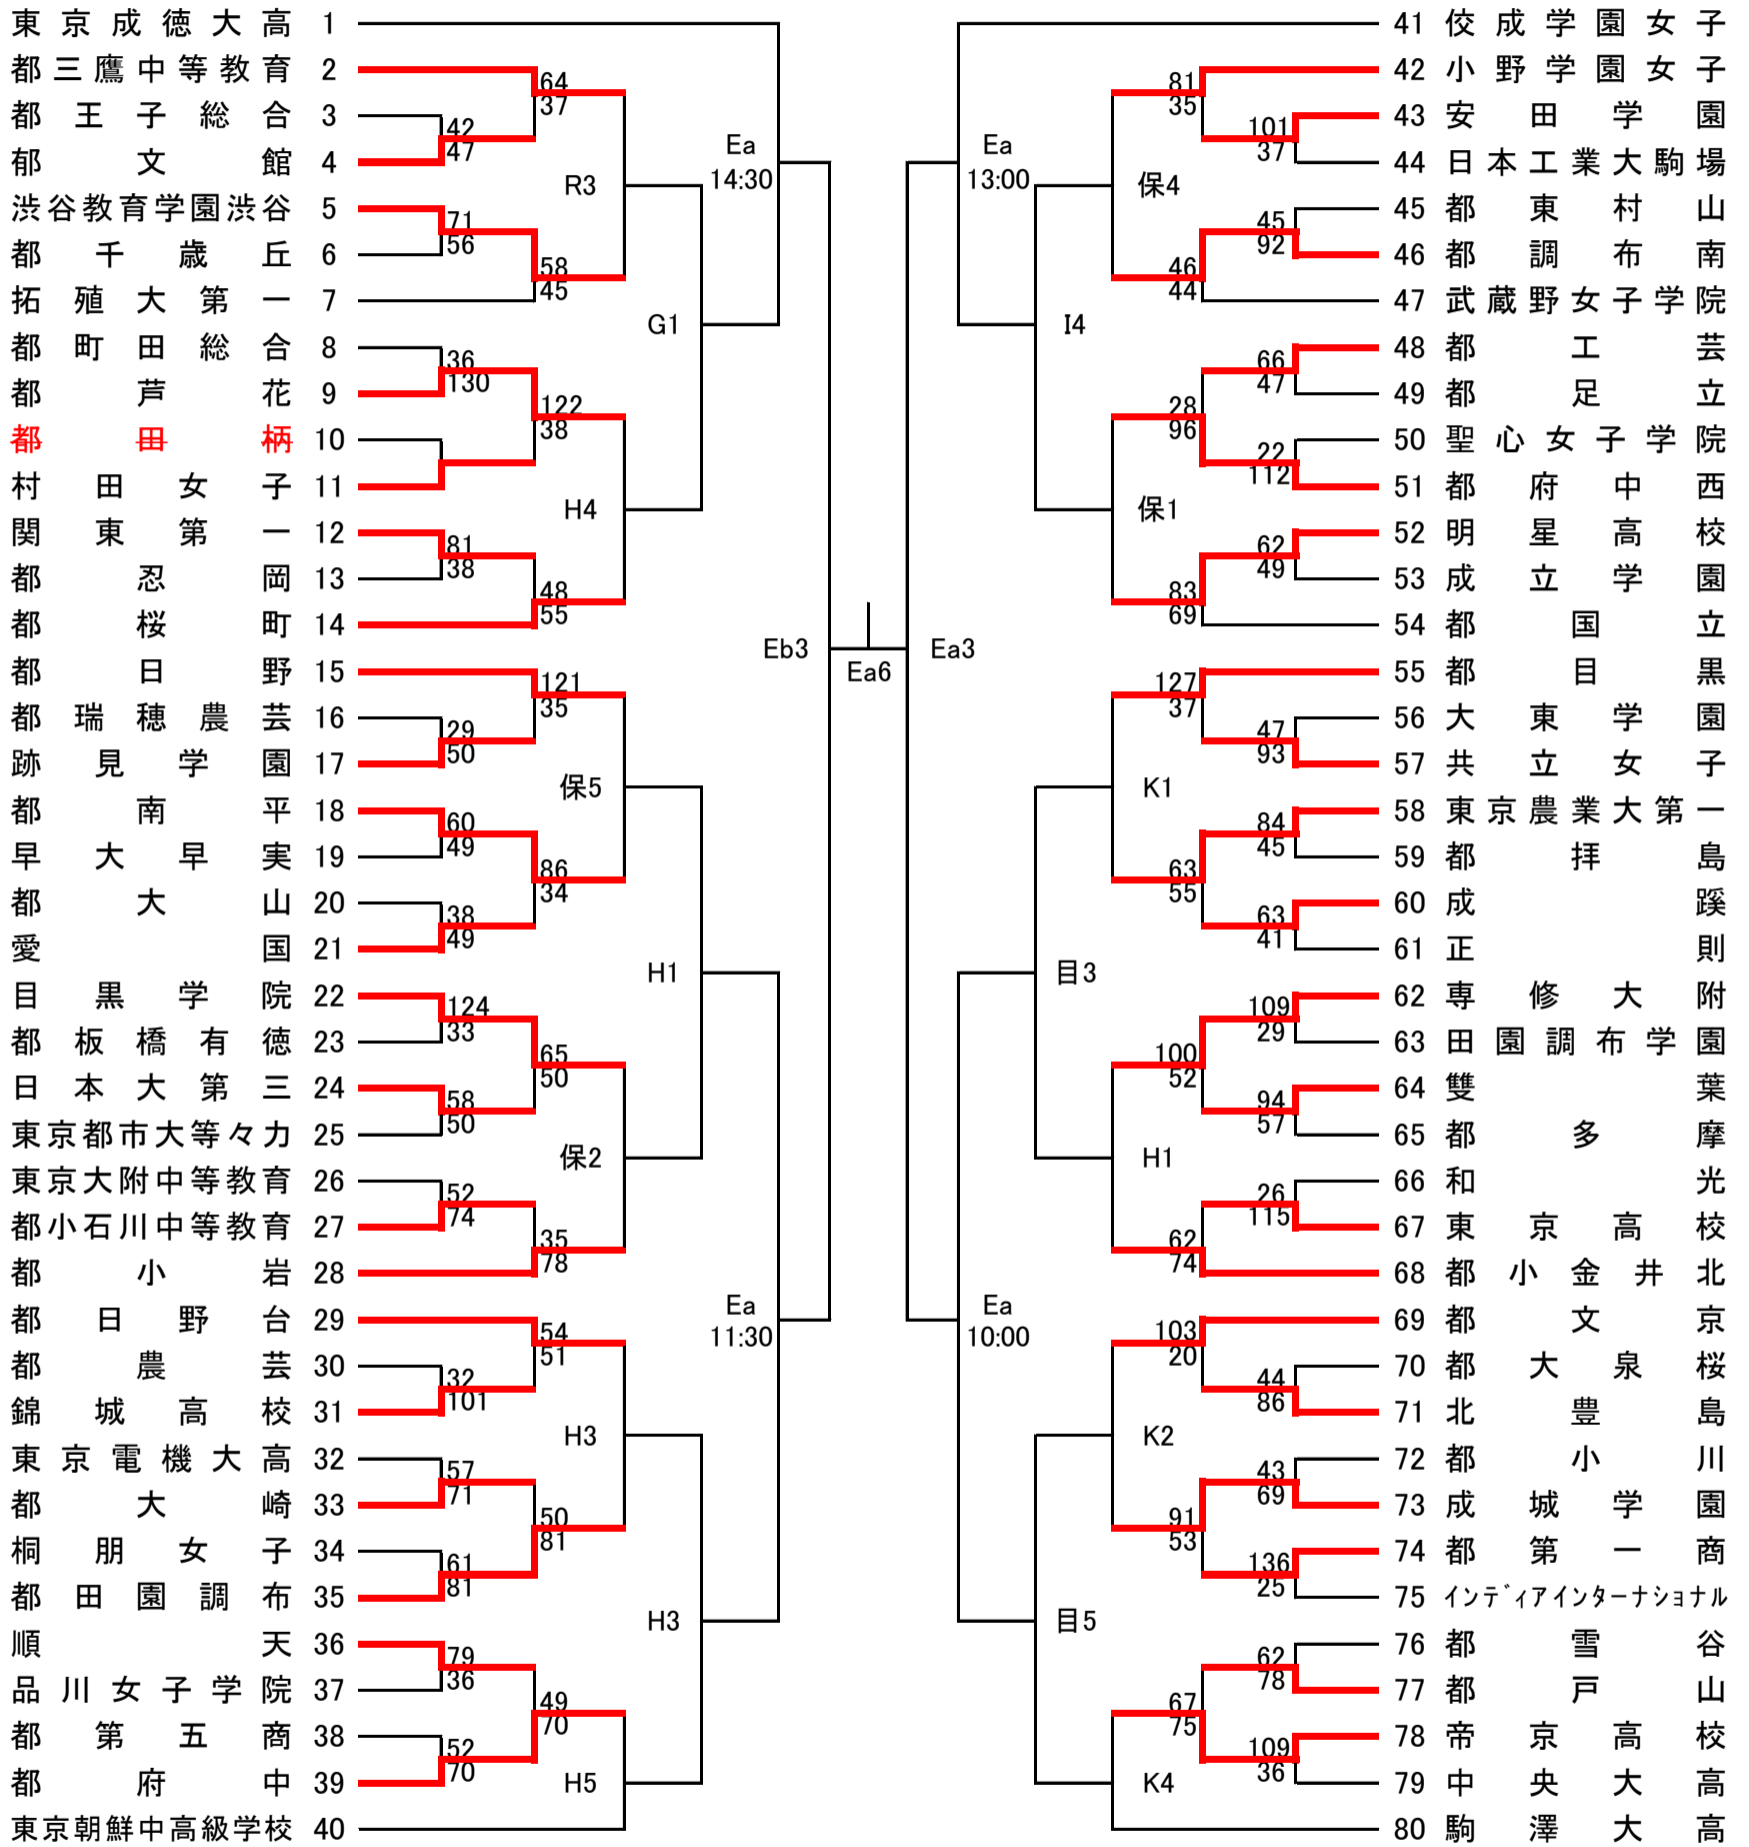 東京成徳大高 1
都三鷹中等教育 2
64
37
都王子総合 3
42
47
郁文館 4
R3
渋谷教育学園渋谷 5
71
56
都千歳丘 6
58
45
拓殖大第一 7
Ea
14:30
G1
都町田総合 8
36
130
都芦花 9
122
38
都田柄 10
村田女子 11
H4
関東第一 12
81
38
都忍岡 13
48
55
都桜町 14
Eb3
都日野 15
121
35
都瑞穂農芸 16
29
50
跡見学園 17
保5
都南平 18
60
49
早大早実 19
86
34
都大山 20
38
49
愛国 21
H1
目黒学院 22
124
33
都板橋有徳 23
65
50
日本大第三 24
58
50
東京都市大等々力 25
保2
東京大附中等教育 26
52
74
都小石川中等教育 27
35
78
都小岩 28
Ea
11:30
都日野台 29
54
51
都農芸 30
32
101
錦城高校 31
H3
東京電機大高 32
57
71
都大崎 33
50
81
桐朋女子 34
61
81
都田園調布 35
H3
順天 36
79
36
品川女子学院 37
49
70
都第五商 38
52
70
都府中 39
H5
東京朝鮮中高級学校 40
Ea6
41 佼成学園女子
42 小野学園女子
81
35
43 安田学園
101
37
44 日本工業大駒場
Ea
13:00
保4
45 都東村山
45
92
46 都調布南
46
44
47 武蔵野女子学院
I4
48 都工芸
66
47
49 都足立
28
96
50 聖心女子学院
22
112
51 都府中西
保1
52 明星高校
62
49
53 成立学園
83
69
54 都国立
Ea3
55 都目黒
127
37
56 大東学園
47
93
57 共立女子
K1
58 東京農業大第一
84
45
59 都拝島
63
55
60 成蹊
63
41
61 正則
目3
62 専修大附
109
29
63 田園調布学園
100
52
64 雙葉
94
57
65 都多摩
H1
66 和光
26
115
67 東京高校
62
74
68 都小金井北
Ea
10:00
69 都文京
103
20
70 都大泉桜
44
86
71 北豊島
K2
72 都小川
43
69
73 成城学園
91
53
74 都第一商
136
25
75 インディアインターナショナル
目5
76 都雪谷
62
78
77 都戸山
67
75
78 帝京高校
109
36
79 中央大高
K4
80 駒澤大高